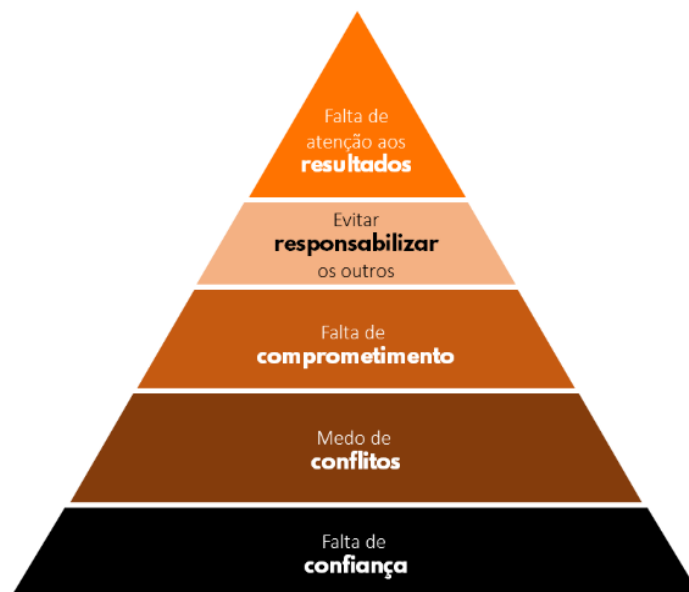 Falta de
atenção aos
resultados
Evitar
responsabilizar
os outros
Falta de
comprometimento
Medo de
conflitos
Falta de
confiança